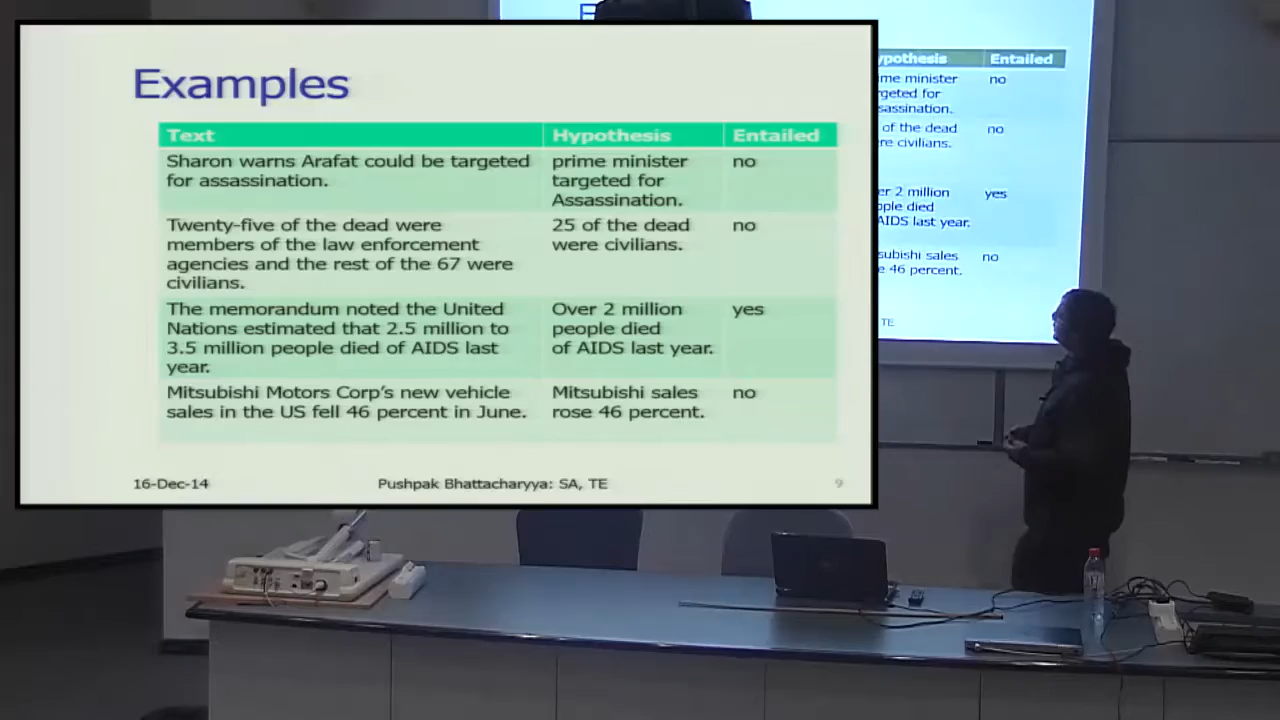 Examples
Text Hypothesis Entailed
Sharon warns Arafat could be targeted
for assassination.
prime minister
targeted for
Assassination.
no
Twenty-five of the dead were
members of the law enforcement
agencies and the rest of the 67 were
civilians.
25 of the dead
were civilians.
no
The memorandum noted the United
Nations estimated that 2.5 million to
3.5 million people died of AIDS last
year.
Over 2 million
people died
of AIDS last year.
yes
Mitsubishi Motors Corp's new vehicle
sales in the US fell 46 percent in June.
Mitsubishi sales
rose 46 percent.
no
16-Dec-14 Pushpak Bhattacharyya: SA, TE 9
ypothesis Entailed
ime minister
rgeted for
sassination.
no
of the dead
re civilians.
no
er 2 million
ople died
AIDS last year.
yes
subishi sales
e 46 percent.
no
TE